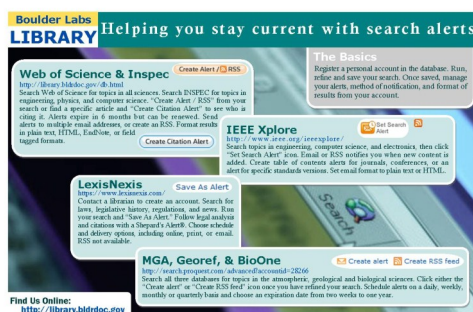 Boulder Labs
LIBRARY
Helping you stay current with search alerts
The Basics
Register a personal account in the database. Run,
refine and save your search. Once saved, manage
your alerts, method of notification, and format of
results from your account.
Web of Science & Inspec
Create Alert / RSS
http://library.bldrdoc.gov/db.html
Search Web of Science for topics in all sciences. Search INSPEC for topics in
engineering, physics, and computer science. "Create Alert / RSS" from your
search or find a specific article and "Create Citation Alert" to see who is
citing it. Alerts expire in 6 months but can be renewed. Send
alerts to multiple email addresses, or create an RSS. Format results
in plain text, HTML, EndNote, or field
tagged formats.
Create Citation Alert
IEEE Xplore
Set Search
Alert
http://www.ieee.org/ieeexplore/
Search topics in engineering, computer science, and electronics, then click
"Set Search Alert" icon. Email or RSS notifies you when new content is
added. Create table of contents alerts for journals, conferences, or an
alert for specific standards versions. Set email format to plain text or HTML.
LexisNexis
Save As Alert
https://www.lexisnexis.com/
Contact a librarian to create an account. Search for
laws, legislative history, regulations, and news. Run
your search and "Save As Alert." Follow legal analysis
and citations with a Shepard's Alert®. Choose schedule
and delivery options, including online, print, or email.
RSS not available.
Search
MGA, Georef, & BioOne
Create alert
Create RSS feed
http://search.proquest.com/advanced?accountid=28266
Search all three databases for topics in the atmospheric, geological and biological sciences. Click either the
"Create alert" or "Create RSS feed" icon once you have refined your search. Schedule alerts on a daily, weekly,
monthly or quarterly basis and choose an expiration date from two weeks to one year.
Find Us Online:
http://library.bldrdoc.gov